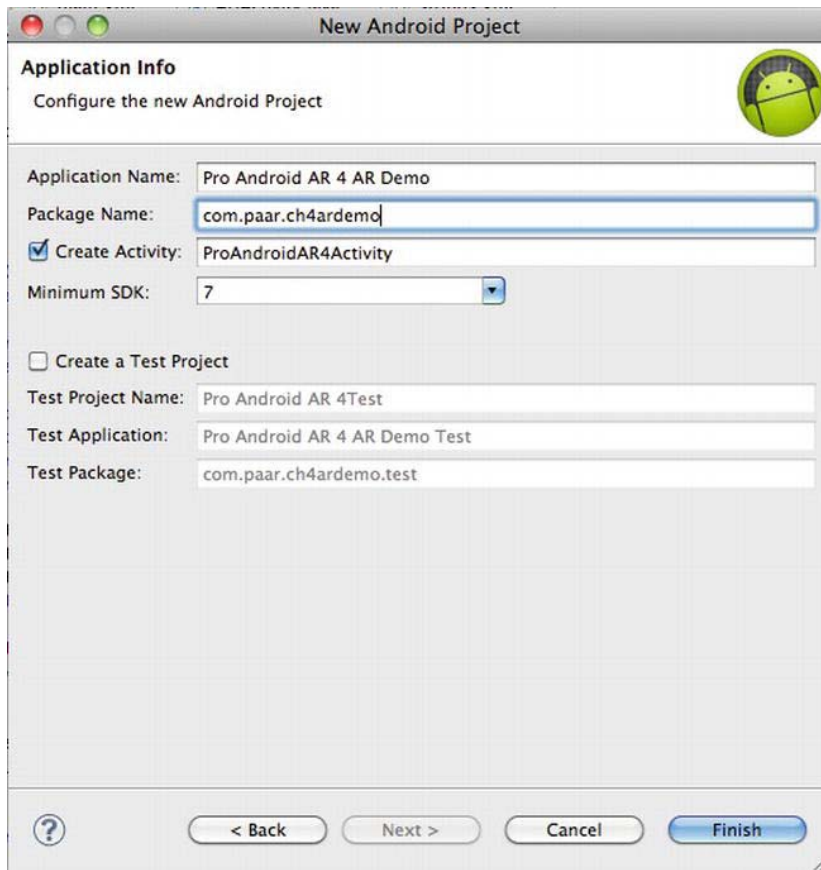 New Android Project
Application Info
Configure the new Android Project
Application Name: Pro Android AR 4 AR Demo
Package Name: com.paar.ch4ardemo
Create Activity: ProAndroidAR4Activity
Minimum SDK: 7
Create a Test Project
Test Project Name: Pro Android AR 4Test
Test Application: Pro Android AR 4 AR Demo Test
Test Package: com.paar.ch4ardemo.test
? < Back Next > Cancel Finish